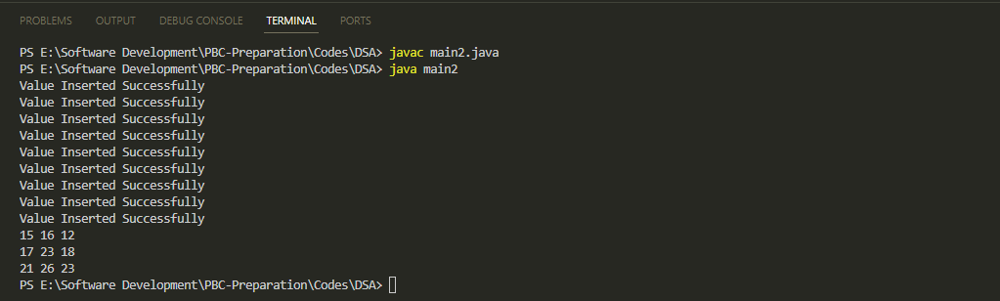 PROBLEMS OUTPUT DEBUG CONSOLE TERMINAL PORTS
PS E:\Software Development\PBC-Preparation\Codes\DSA> javac main2.java
PS E:\Software Development\PBC-Preparation\Codes\DSA> java main2
Value Inserted Successfully
Value Inserted Successfully
Value Inserted Successfully
Value Inserted Successfully
Value Inserted Successfully
Value Inserted Successfully
Value Inserted Successfully
Value Inserted Successfully
Value Inserted Successfully
15 16 12
17 23 18
21 26 23
PS E:\Software Development\PBC-Preparation\Codes\DSA>